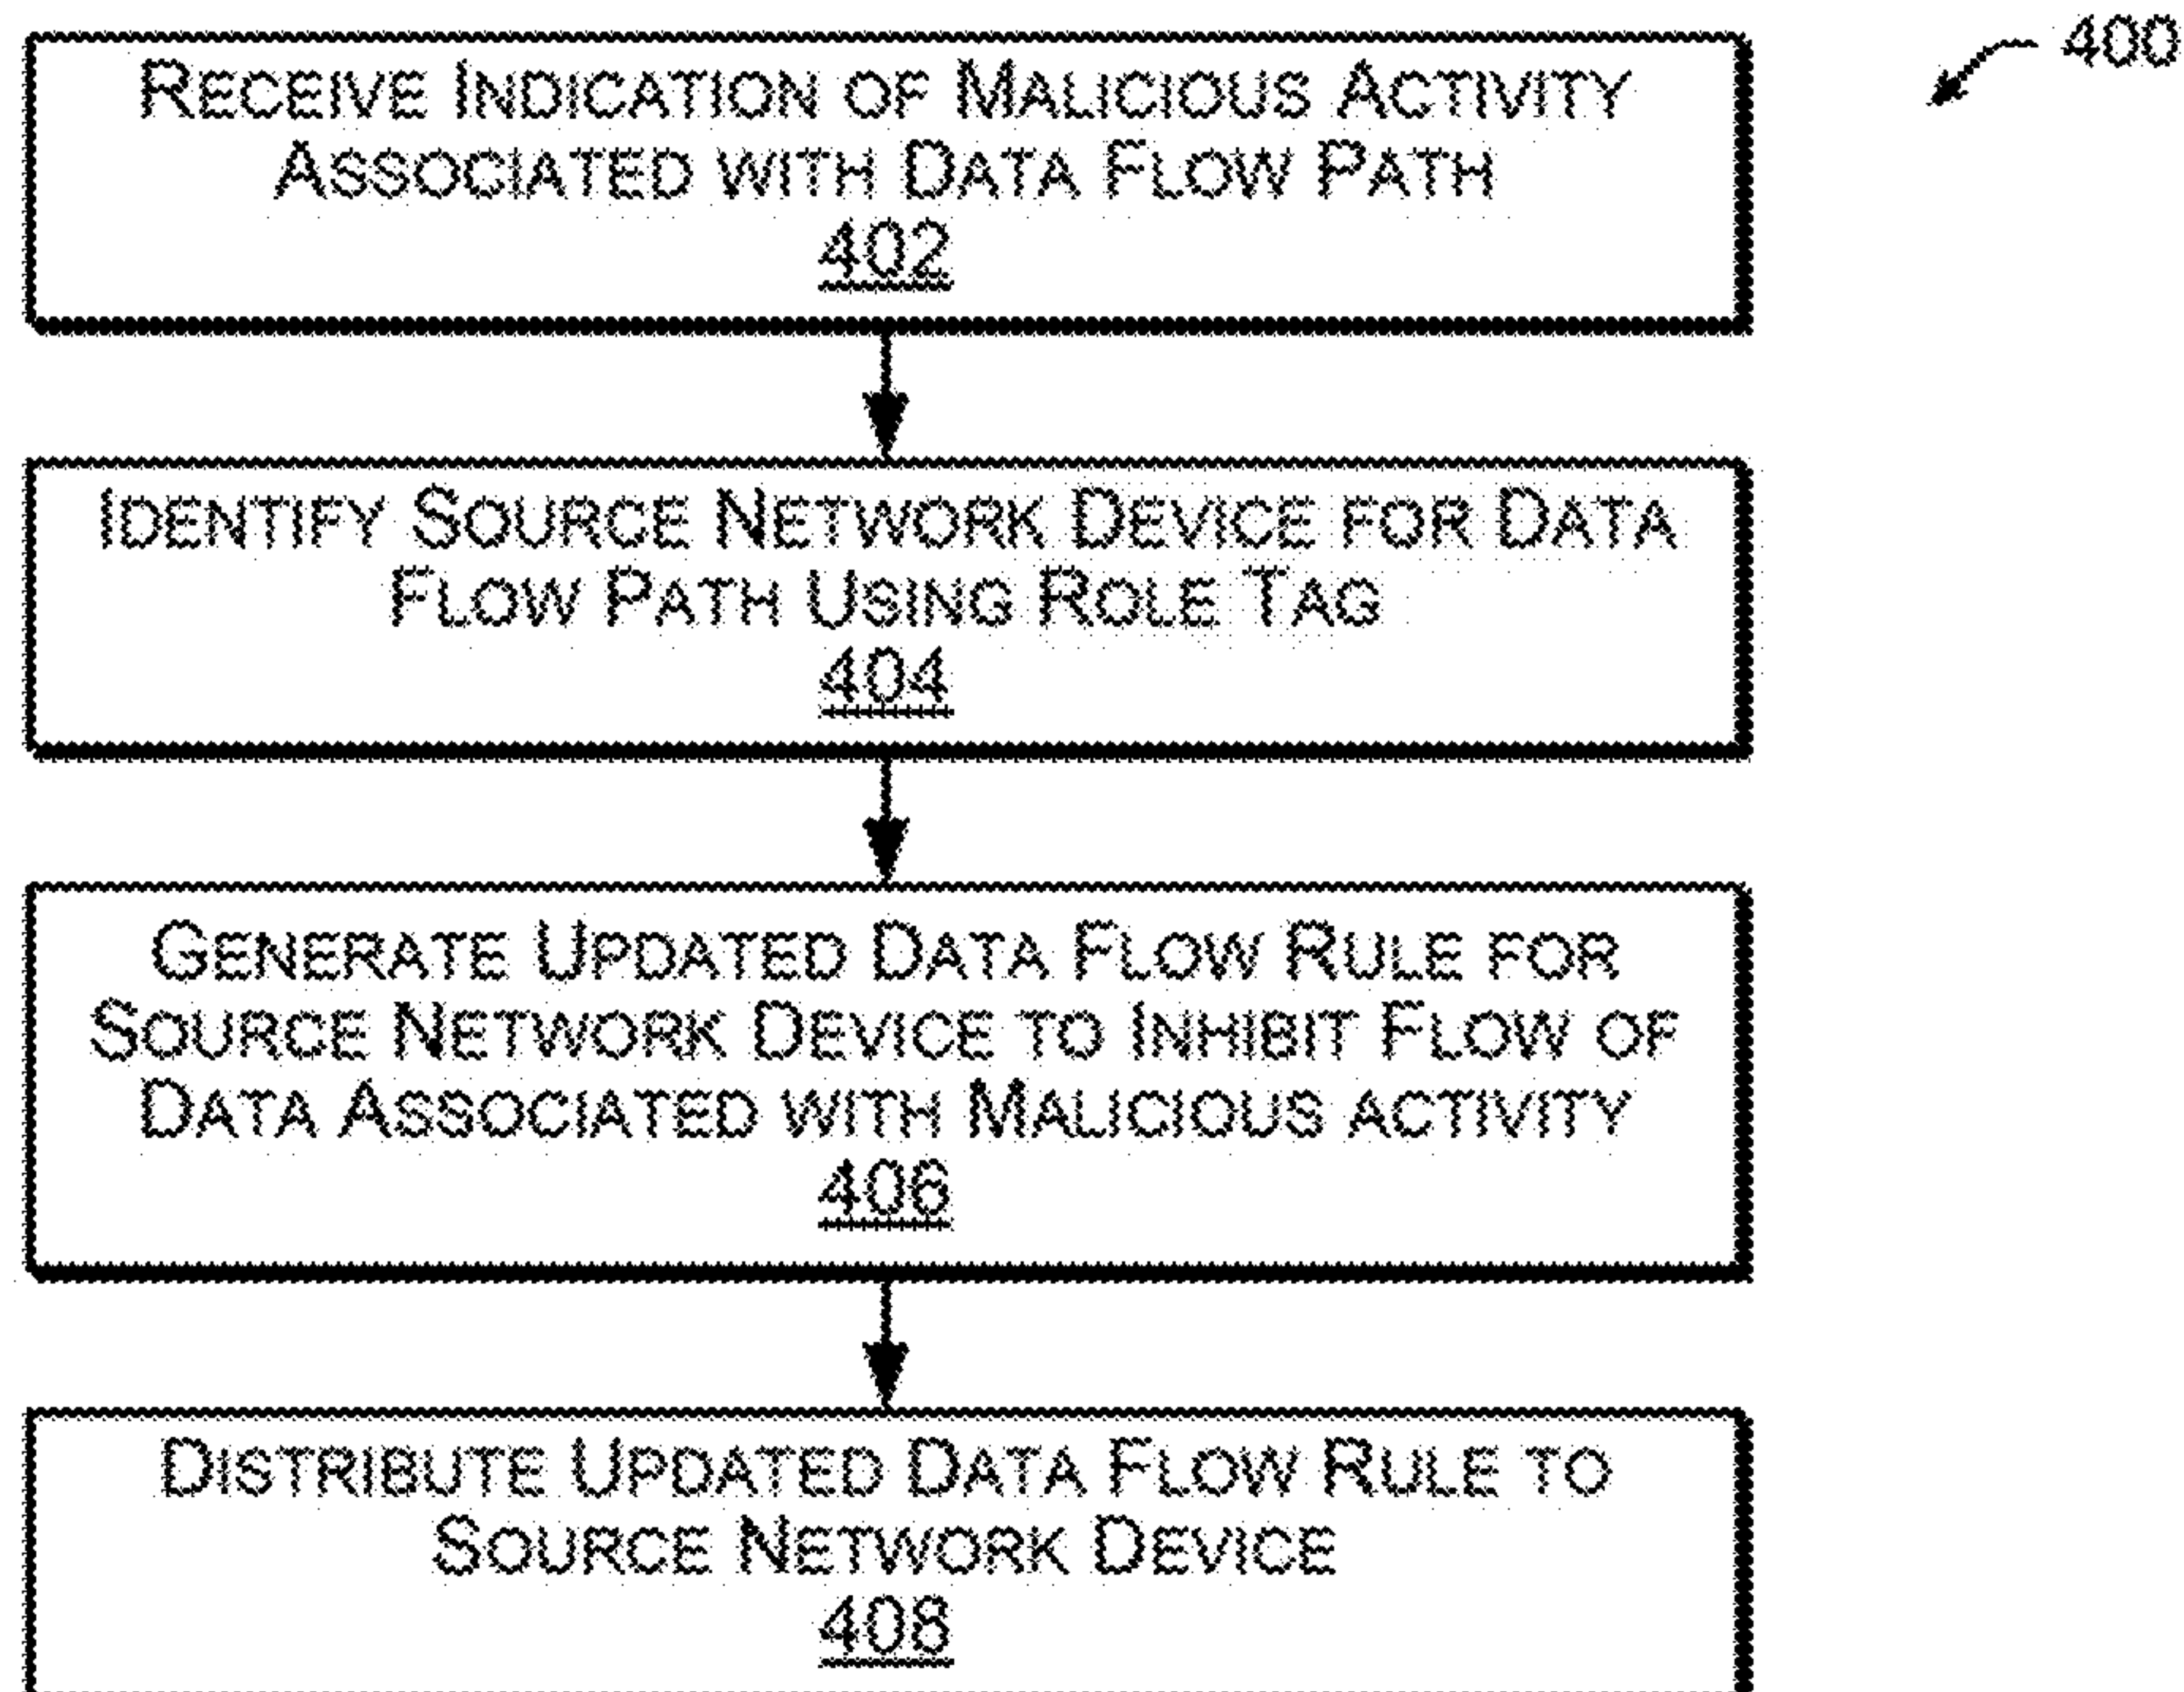 400
RECEIVE INDICATION OF MALICIOUS ACTIVITY
ASSOCIATED WITH DATA FLOW PATH
402
IDENTIFY SOURCE NETWORK DEVICE FOR DATA
FLOW PATH USING ROLE TAG
404
GENERATE UPDATED DATA FLOW RULE FOR
SOURCE NETWORK DEVICE TO INHIBIT FLOW OF
DATA ASSOCIATED WITH MALICIOUS ACTIVITY
406
DISTRIBUTE UPDATED DATA FLOW RULE TO
SOURCE NETWORK DEVICE
408